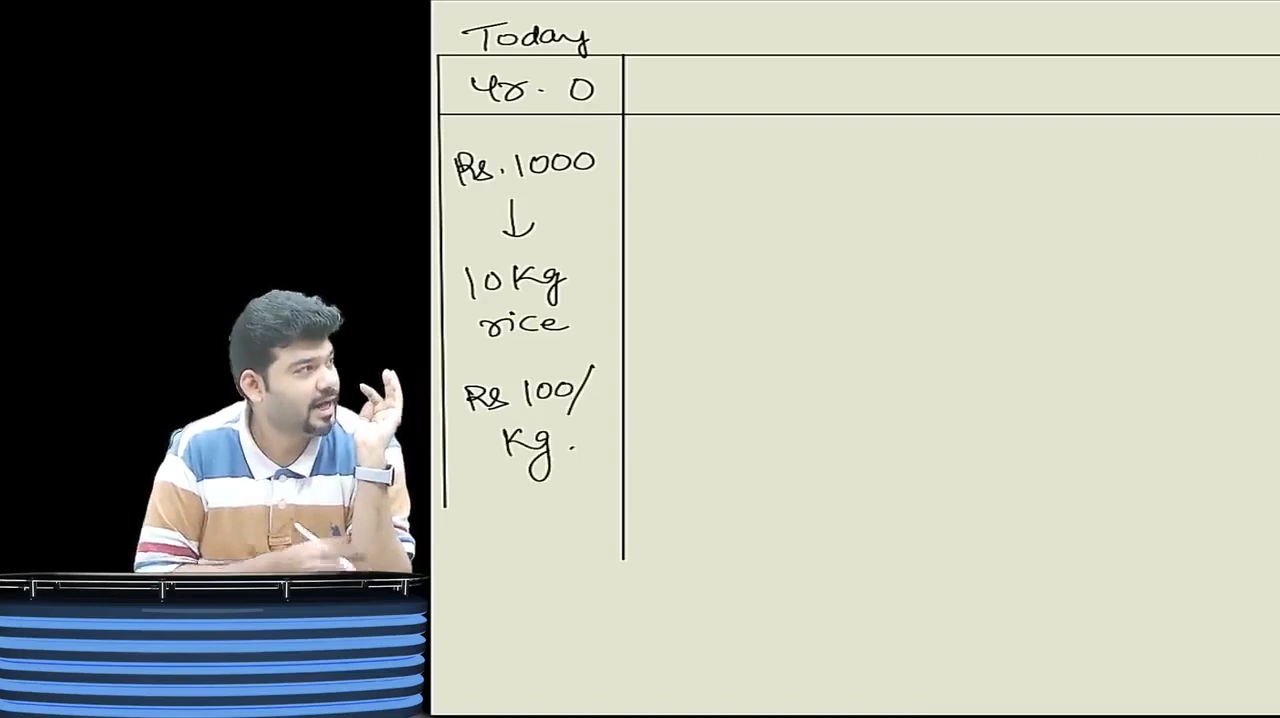 Today
Yr. 0
Rs. 1000
↓
10 Kg
rice
Rs 100/
Kg.